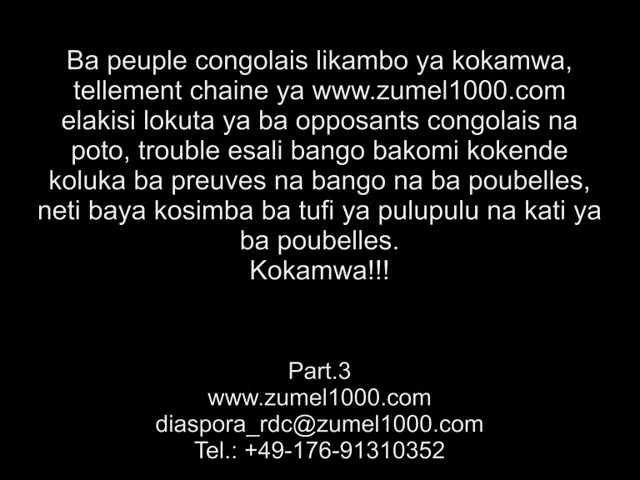 Ba peuple congolais likambo ya kokamwa,
tellement chaine ya www.zumel1000.com
elakisi lokuta ya ba opposants congolais na
poto, trouble esali bango bakomi kokende
koluka ba preuves na bango na ba poubelles,
neti baya kosimba ba tufi ya pulupulu na kati ya
ba poubelles.
Kokamwa!!!
Part.3
www.zumel1000.com
diaspora_rdc@zumel1000.com
Tel.: +49-176-91310352